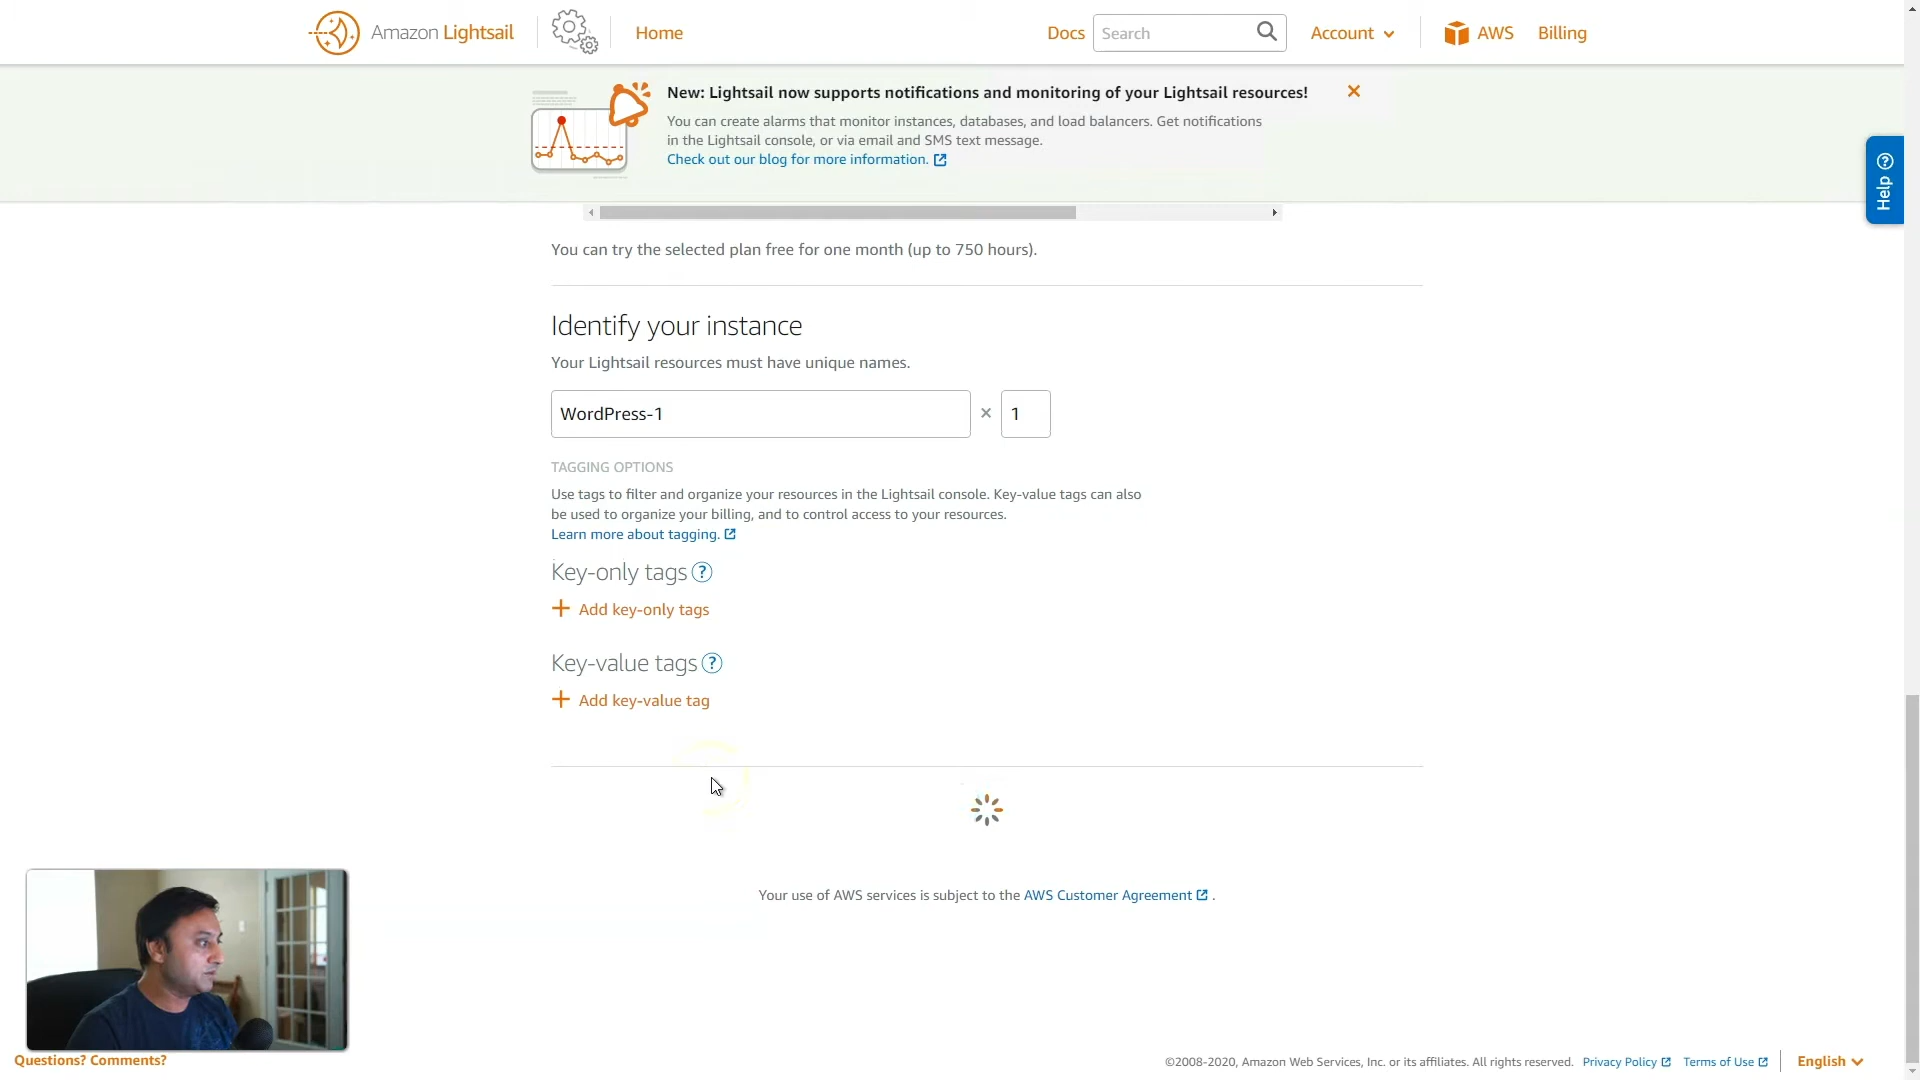 Amazon Lightsail
Home
Docs
Search
Account
AWS
Billing
New: Lightsail now supports notifications and monitoring of your Lightsail resources!
You can create alarms that monitor instances, databases, and load balancers. Get notifications
in the Lightsail console, or via email and SMS text message.
Check out our blog for more information.
Help ?
You can try the selected plan free for one month (up to 750 hours).
Identify your instance
Your Lightsail resources must have unique names.
WordPress-1 × 1
TAGGING OPTIONS
Use tags to filter and organize your resources in the Lightsail console. Key-value tags can also
be used to organize your billing, and to control access to your resources.
Learn more about tagging.
Key-only tags ?
+ Add key-only tags
Key-value tags ?
+ Add key-value tag
Your use of AWS services is subject to the AWS Customer Agreement .
Questions? Comments?
©2008-2020, Amazon Web Services, Inc. or its affiliates. All rights reserved. Privacy Policy Terms of Use English